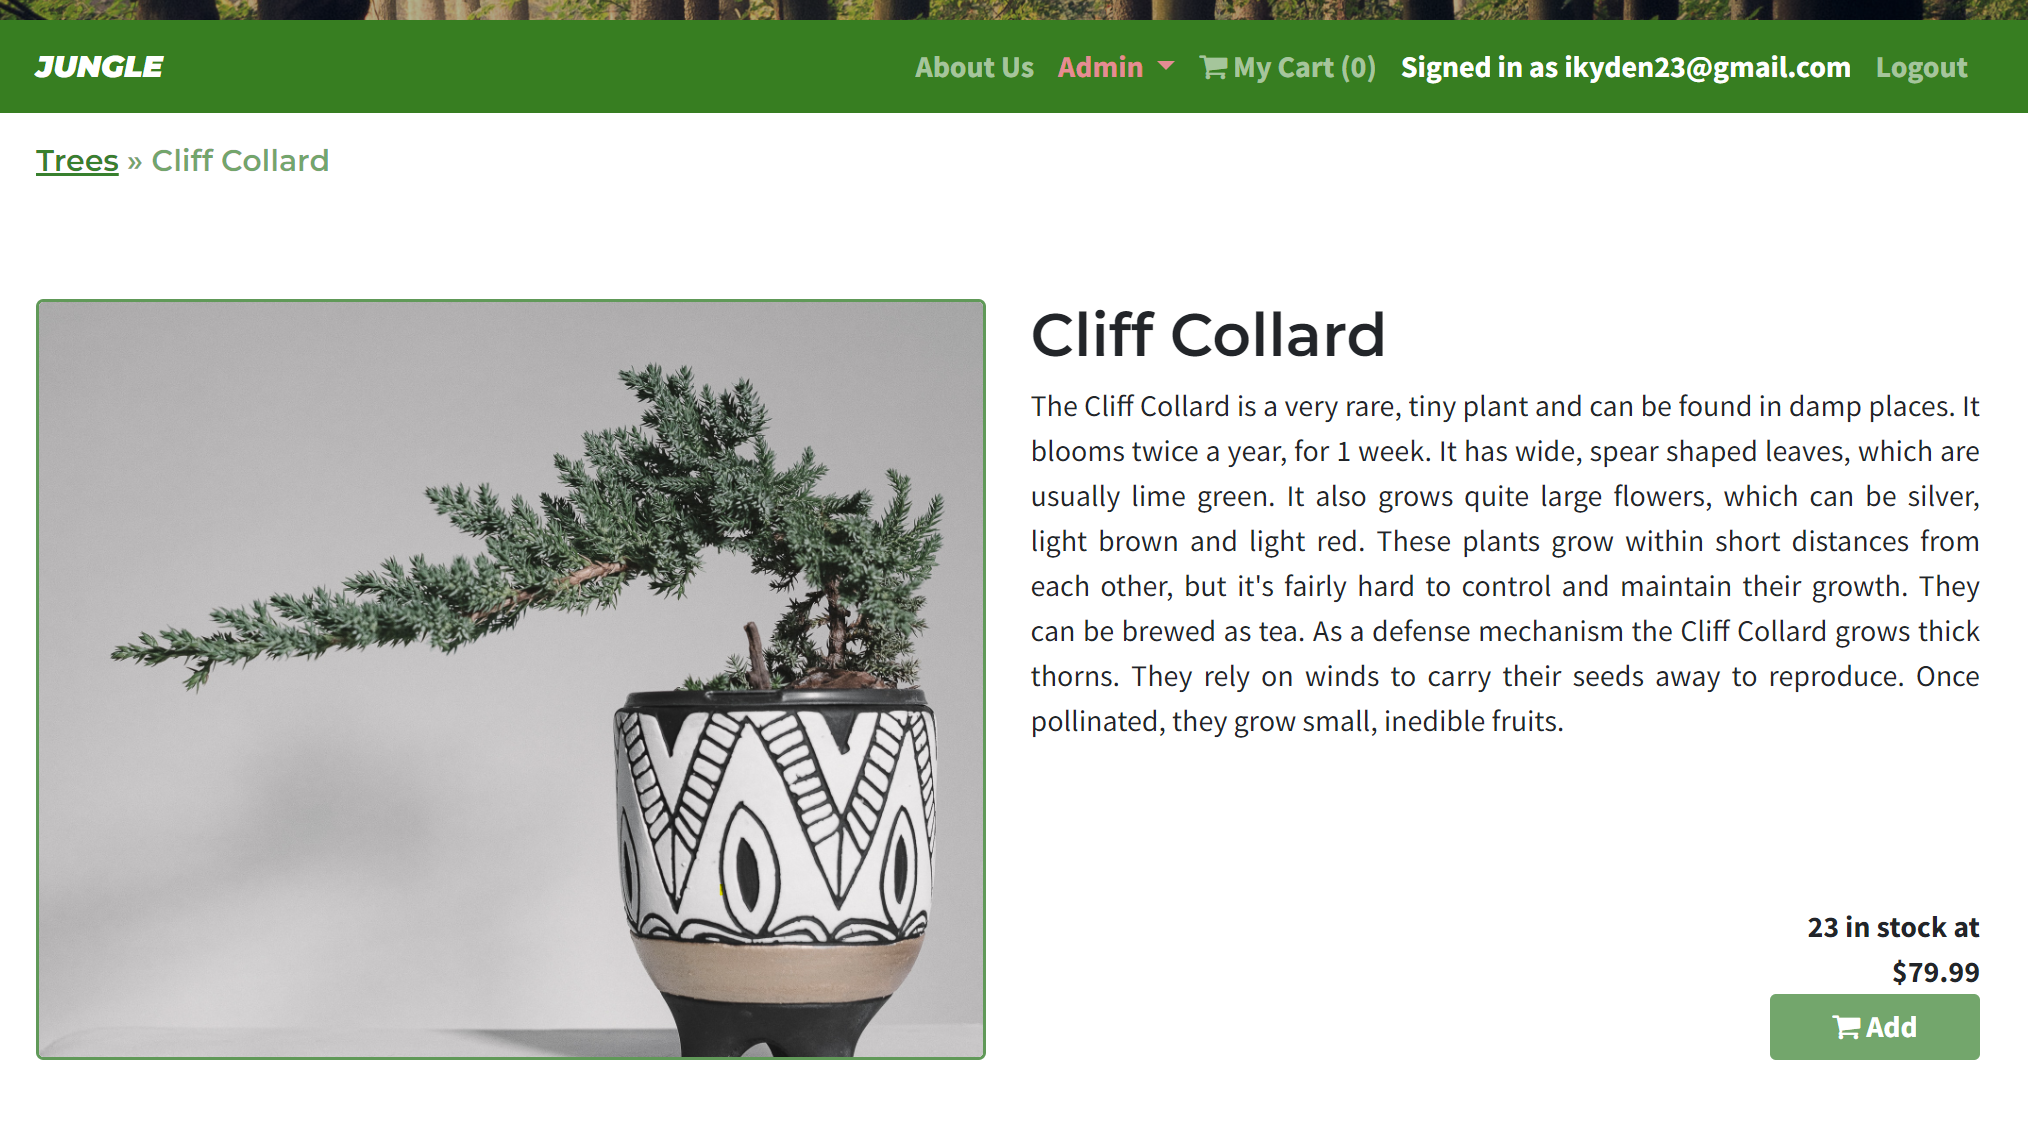 JUNGLE
About Us Admin My Cart (0) Signed in as ikyden23@gmail.com Logout
Trees » Cliff Collard
Cliff Collard
The Cliff Collard is a very rare, tiny plant and can be found in damp places. It
blooms twice a year, for 1 week. It has wide, spear shaped leaves, which are
usually lime green. It also grows quite large flowers, which can be silver,
light brown and light red. These plants grow within short distances from
each other, but it's fairly hard to control and maintain their growth. They
can be brewed as tea. As a defense mechanism the Cliff Collard grows thick
thorns. They rely on winds to carry their seeds away to reproduce. Once
pollinated, they grow small, inedible fruits.
23 in stock at
$79.99
Add